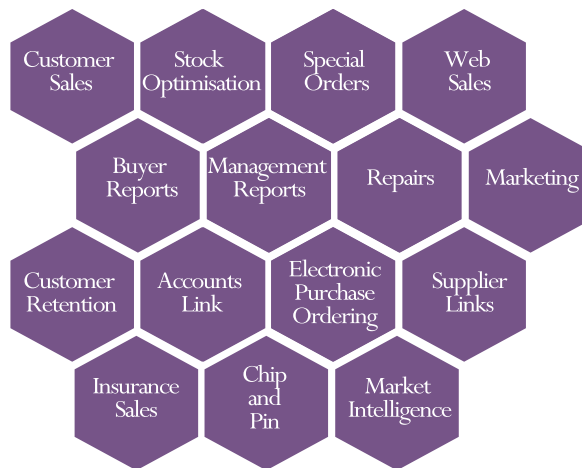 Customer
Sales
Stock
Optimisation
Special
Orders
Web
Sales
Buyer
Reports
Management
Reports
Repairs
Marketing
Customer
Retention
Accounts
Link
Electronic
Purchase
Ordering
Supplier
Links
Insurance
Sales
Chip
and
Pin
Market
Intelligence